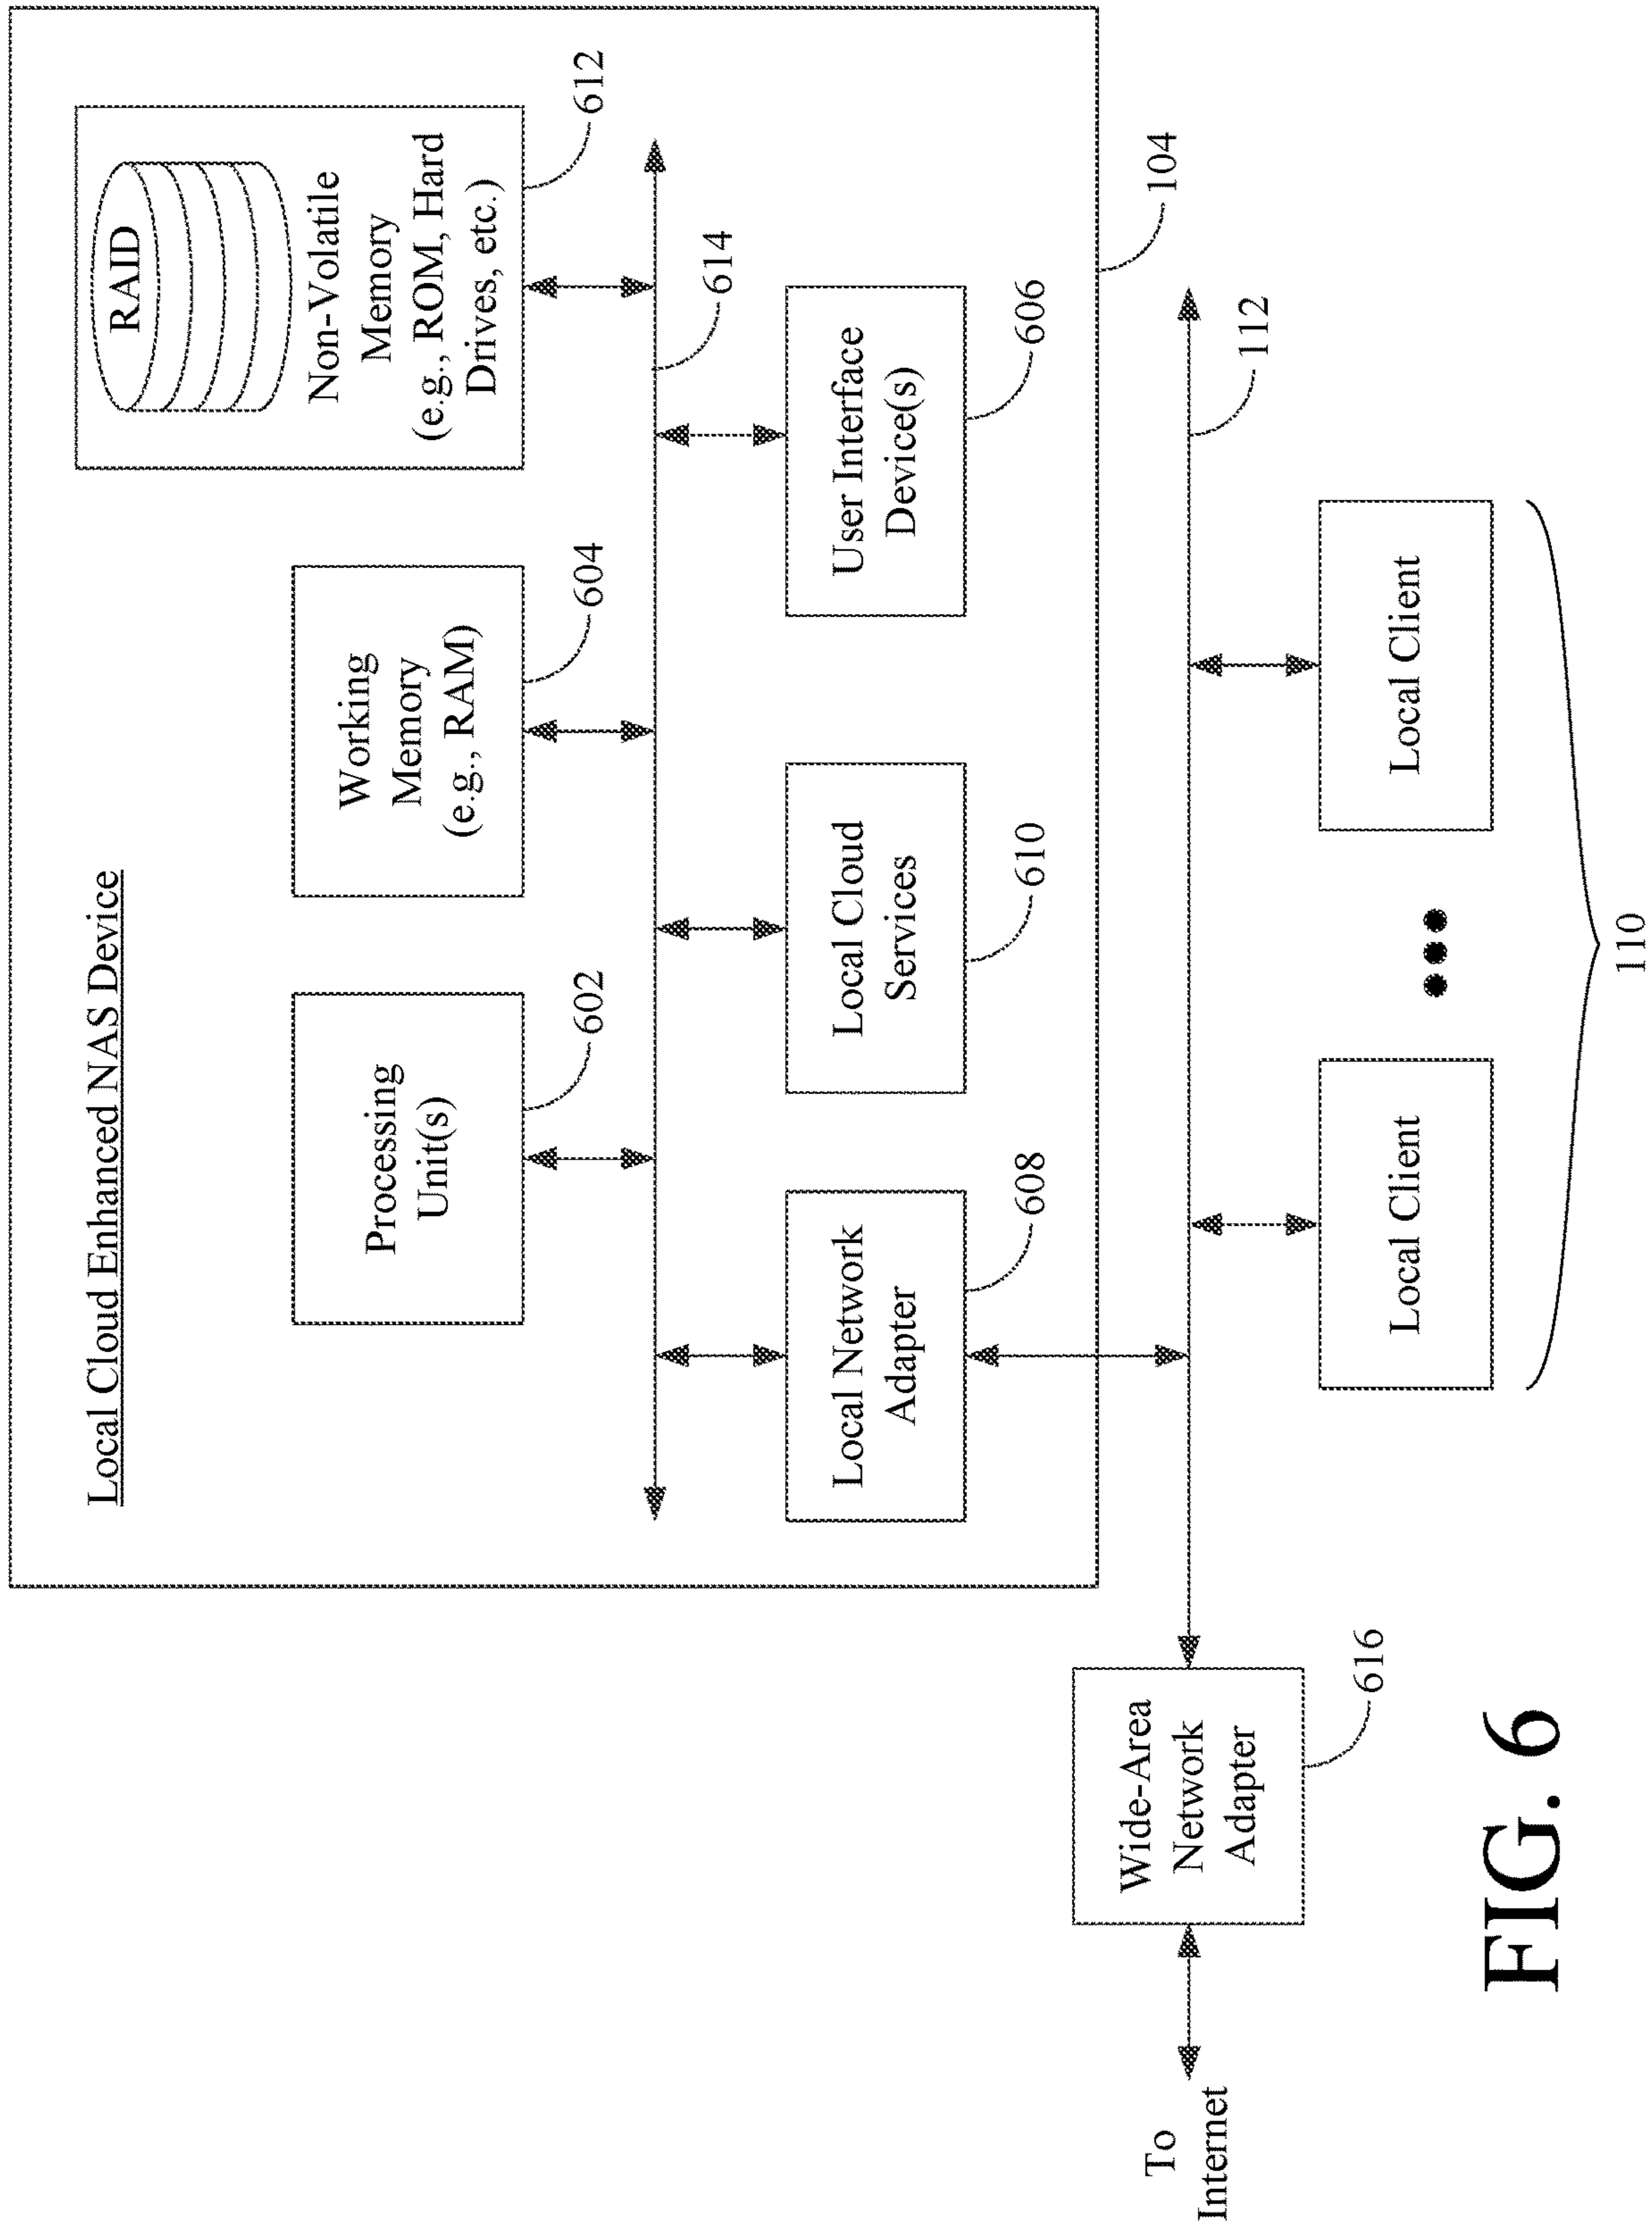 Local Cloud Enhanced NAS Device
Processing
Unit(s)
602
Working
Memory
(e.g., RAM)
604
RAID
Non-Volatile
Memory
(e.g., ROM, Hard
Drives, etc.)
612
614
Local Network
Adapter
608
Local Cloud
Services
610
User Interface
Device(s)
606
104
To
Internet
Wide-Area
Network
Adapter
616
112
Local Client
Local Client
110
FIG. 6